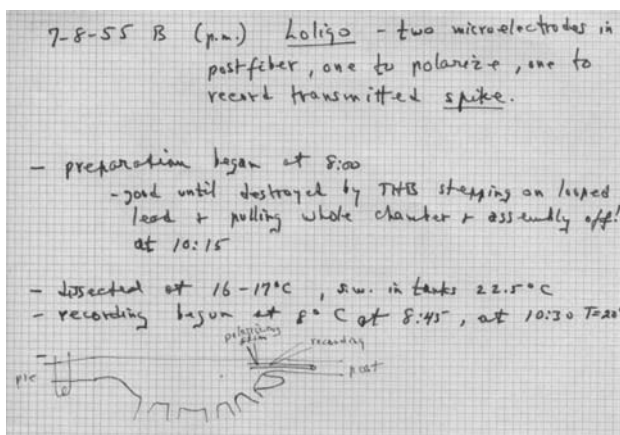 7-8-55 B (p.m.) Loligo - two microelectrodes in
postfiber, one to polarize, one to
record transmitted spike.
- preparation began at 8:00
- good until destroyed by THB stepping on looped
lead + pulling whole chamber + assembly off!
at 10:15
- dissected at 16-17°C, s.w. in tanks 22.5°C
- recording begun at 8°C at 8:45, at 10:30 T=20°
polarizing
recording
pre
post